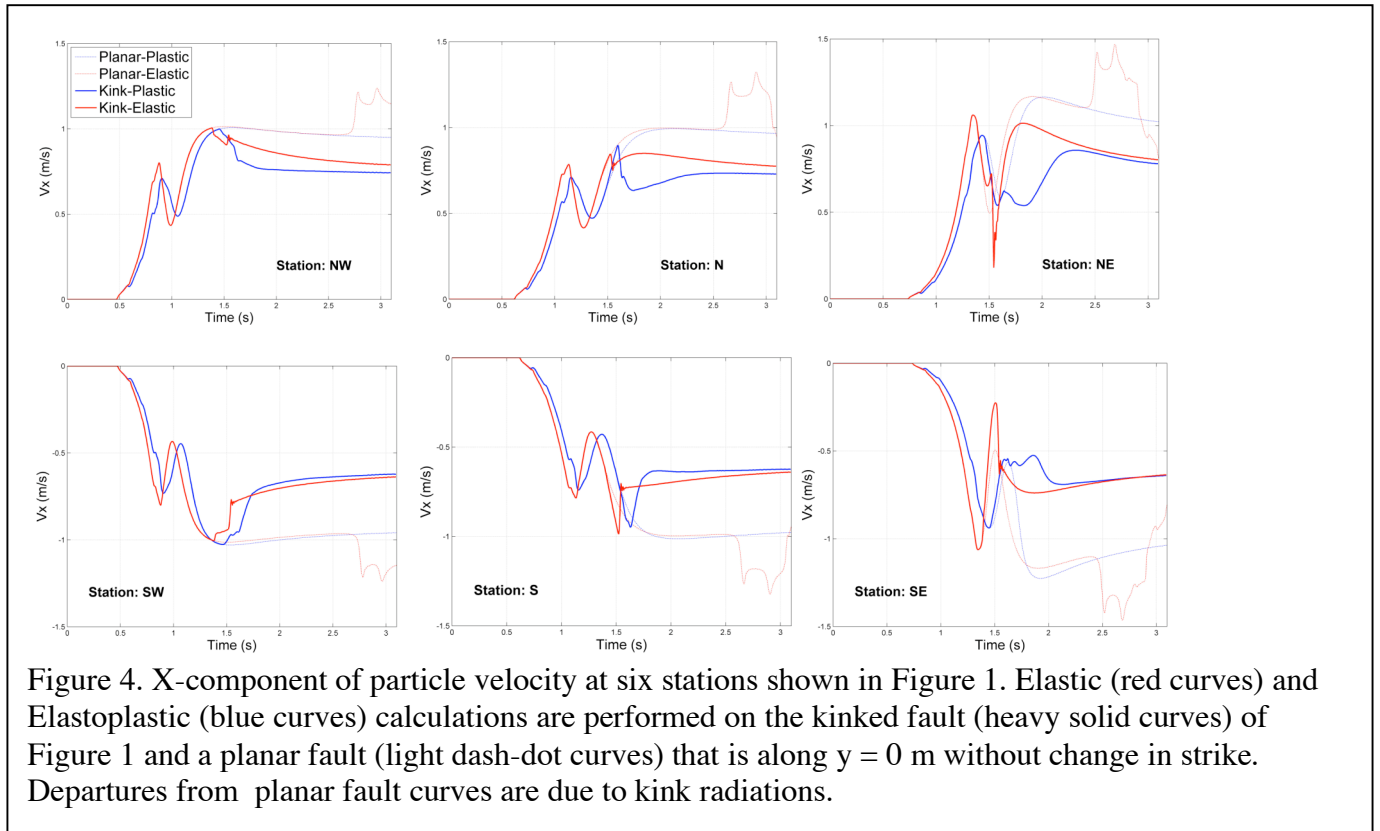 1.5
1
0.5
0
Vx (m/s)
Planar-Plastic
Planar-Elastic
Kink-Plastic
Kink-Elastic
Station: NW
0 0.5 1 1.5 2 2.5 3
Time (s)
1.5
1
0.5
0
Vx (m/s)
Station: N
0 0.5 1 1.5 2 2.5 3
Time (s)
1.5
1
0.5
0
Vx (m/s)
Station: NE
0 0.5 1 1.5 2 2.5 3
Time (s)
0
-0.5
-1
-1.5
Vx (m/s)
Station: SW
0 0.5 1 1.5 2 2.5 3
Time (s)
0
-0.5
-1
-1.5
Vx (m/s)
Station: S
0 0.5 1 1.5 2 2.5 3
Time (s)
0
-0.5
-1
-1.5
Vx (m/s)
Station: SE
0 0.5 1 1.5 2 2.5 3
Time (s)
Figure 4. X-component of particle velocity at six stations shown in Figure 1. Elastic (red curves) and
Elastoplastic (blue curves) calculations are performed on the kinked fault (heavy solid curves) of
Figure 1 and a planar fault (light dash-dot curves) that is along y = 0 m without change in strike.
Departures from planar fault curves are due to kink radiations.